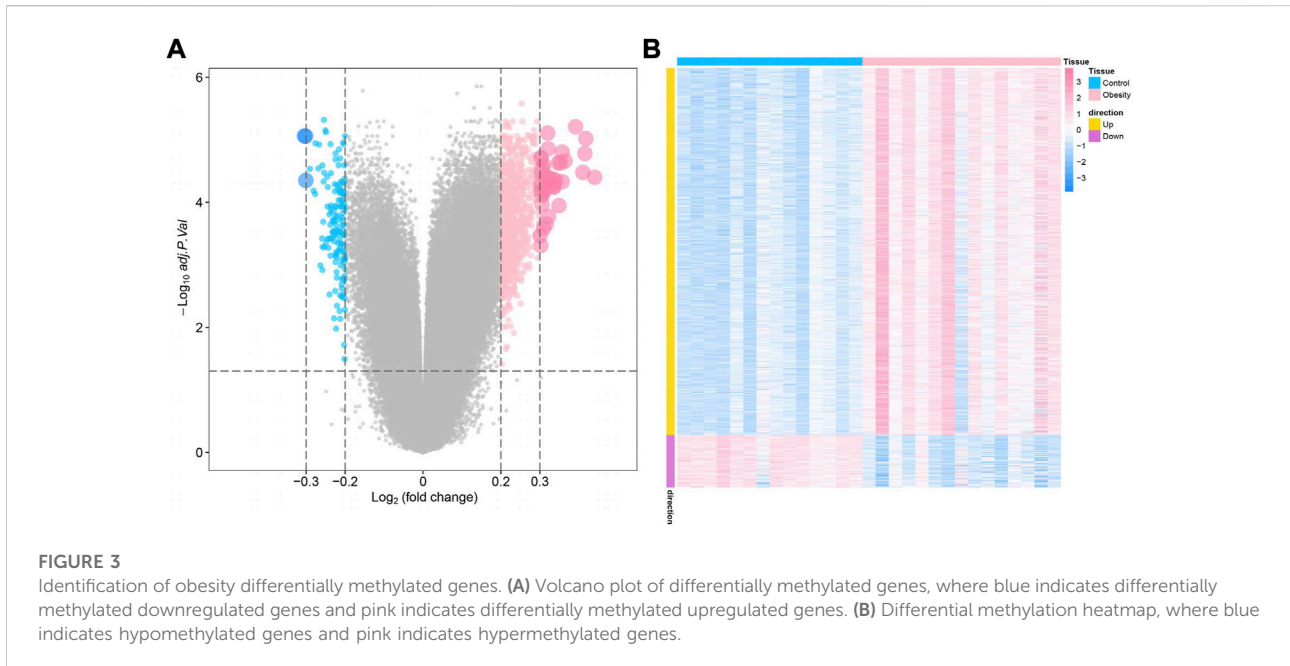 A
6
4
2
0
−Log10 adj.P.Val
−0.3 −0.2 0 0.2 0.3
Log2 (fold change)
B
Tissue
3
2
1
0
−1
−2
−3
Tissue
Control
Obesity
direction
Up
Down
direction
FIGURE 3
Identification of obesity differentially methylated genes. (A) Volcano plot of differentially methylated genes, where blue indicates differentially
methylated downregulated genes and pink indicates differentially methylated upregulated genes. (B) Differential methylation heatmap, where blue
indicates hypomethylated genes and pink indicates hypermethylated genes.